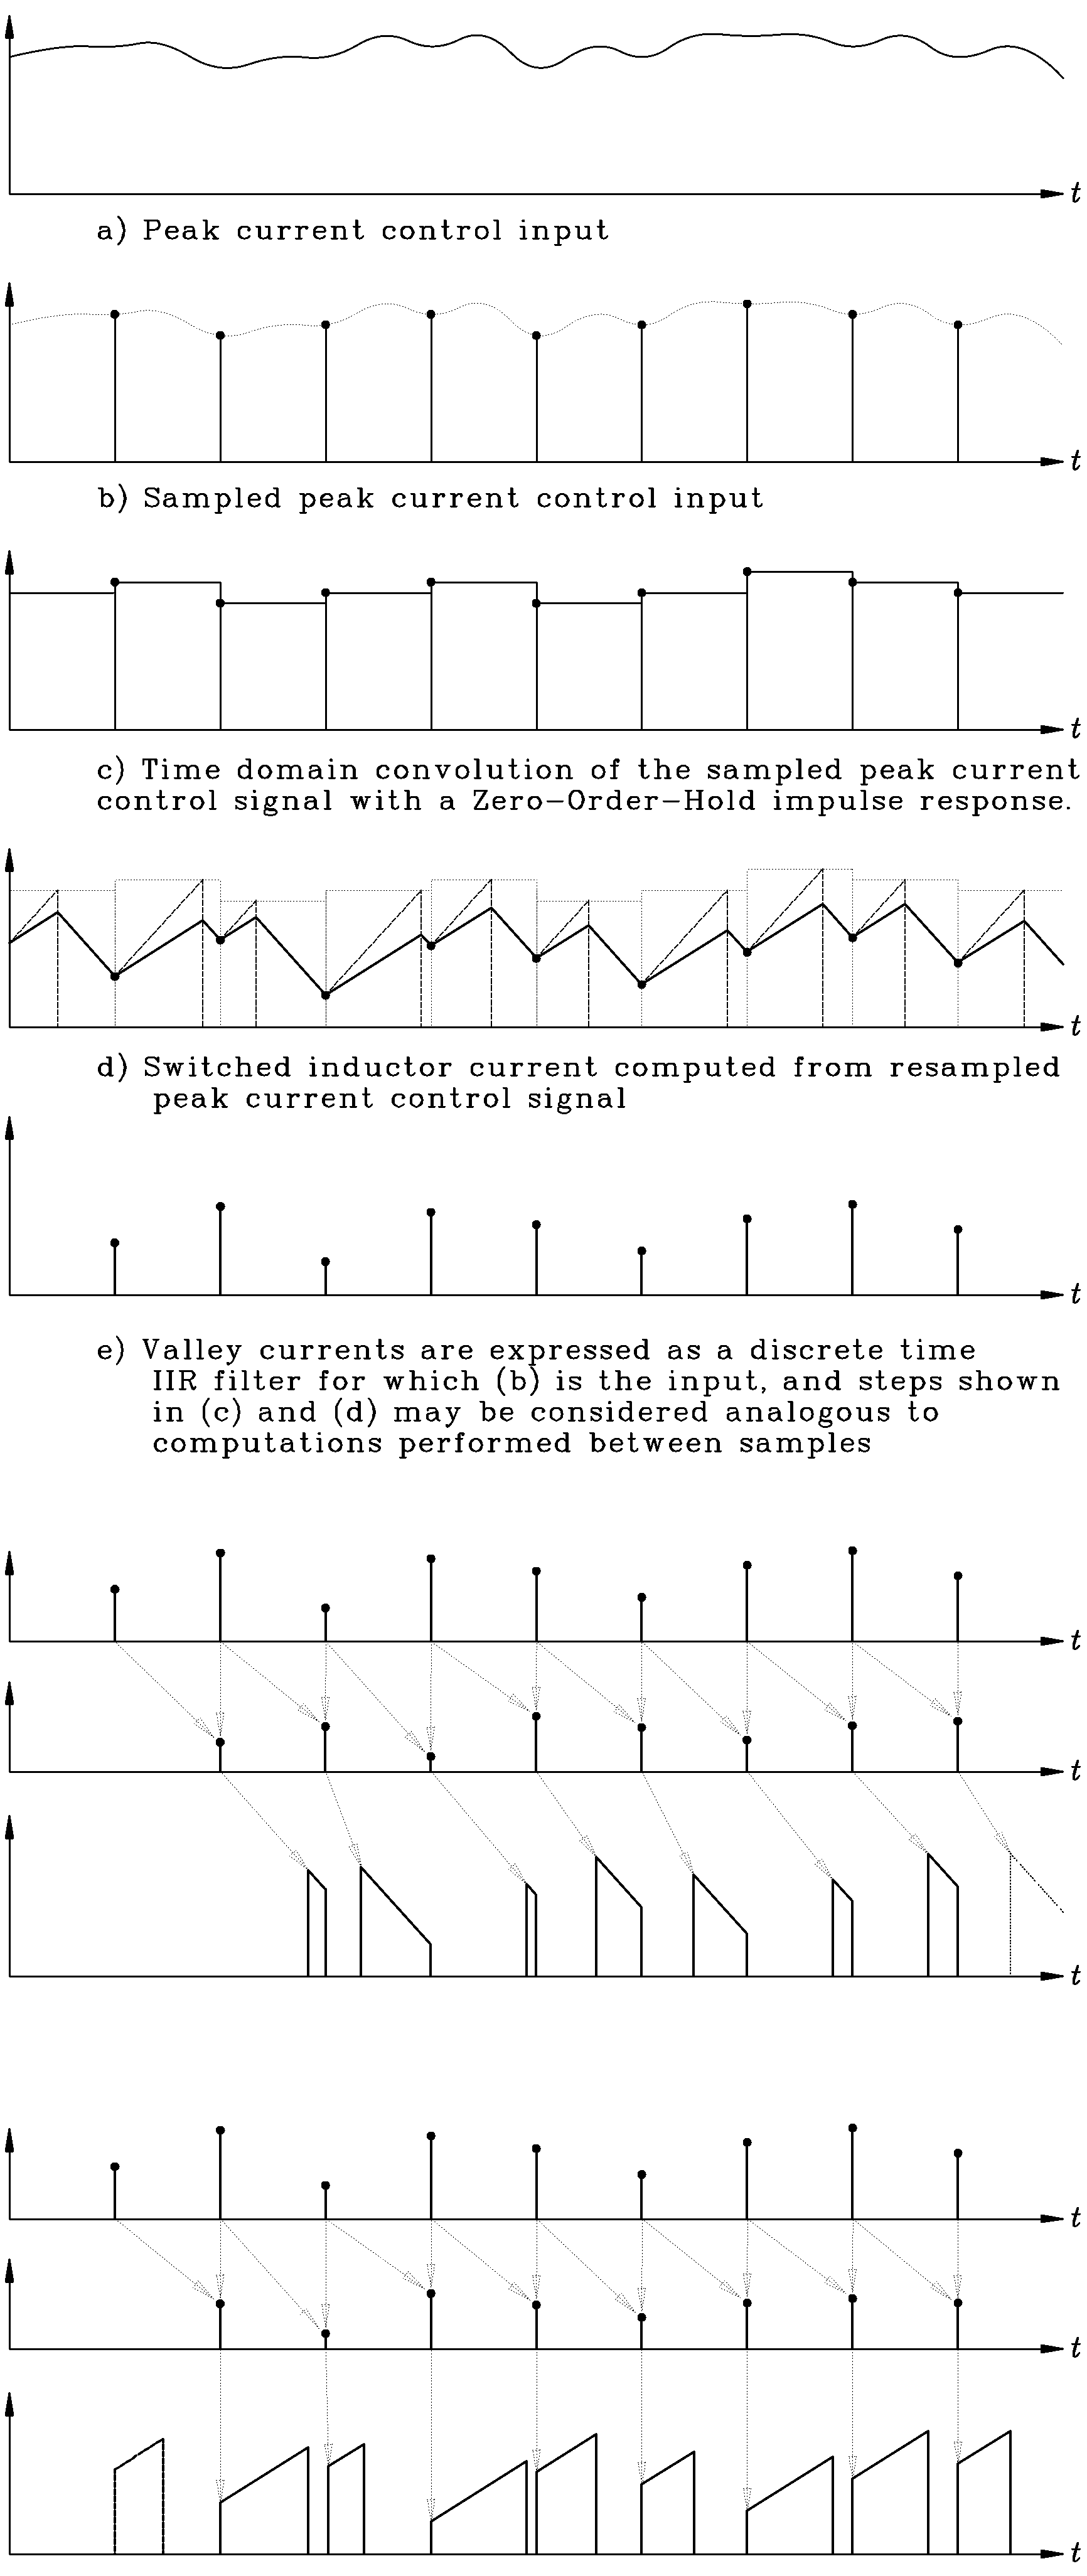 t
a) Peak current control input
t
b) Sampled peak current control input
t
c) Time domain convolution of the sampled peak current
control signal with a Zero-Order-Hold impulse response.
t
d) Switched inductor current computed from resampled
peak current control signal
t
e) Valley currents are expressed as a discrete time
IIR filter for which (b) is the input, and steps shown
in (c) and (d) may be considered analogous to
computations performed between samples
t
t
t
t
t
t